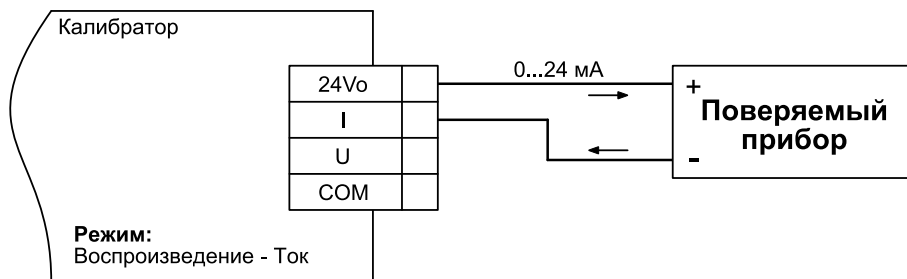 Калибратор
24Vo
I
U
COM
0...24 мА
+
Поверяемый
прибор
-
Режим:
Воспроизведение - Ток